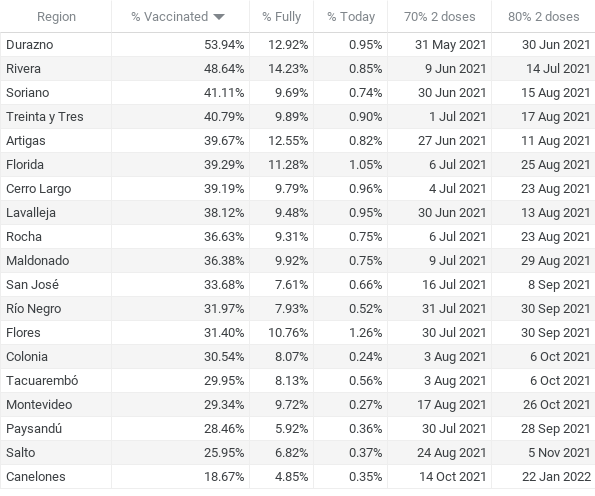 Region % Vaccinated % Fully % Today 70% 2 doses 80% 2 doses
Durazno 53.94% 12.92% 0.95% 31 May 2021 30 Jun 2021
Rivera 48.64% 14.23% 0.85% 9 Jun 2021 14 Jul 2021
Soriano 41.11% 9.69% 0.74% 30 Jun 2021 15 Aug 2021
Treinta y Tres 40.79% 9.89% 0.90% 1 Jul 2021 17 Aug 2021
Artigas 39.67% 12.55% 0.82% 27 Jun 2021 11 Aug 2021
Florida 39.29% 11.28% 1.05% 6 Jul 2021 25 Aug 2021
Cerro Largo 39.19% 9.79% 0.96% 4 Jul 2021 23 Aug 2021
Lavalleja 38.12% 9.48% 0.95% 30 Jun 2021 13 Aug 2021
Rocha 36.63% 9.31% 0.75% 6 Jul 2021 23 Aug 2021
Maldonado 36.38% 9.92% 0.75% 9 Jul 2021 29 Aug 2021
San José 33.68% 7.61% 0.66% 16 Jul 2021 8 Sep 2021
Río Negro 31.97% 7.93% 0.52% 31 Jul 2021 30 Sep 2021
Flores 31.40% 10.76% 1.26% 30 Jul 2021 30 Sep 2021
Colonia 30.54% 8.07% 0.24% 3 Aug 2021 6 Oct 2021
Tacuarembó 29.95% 8.13% 0.56% 3 Aug 2021 6 Oct 2021
Montevideo 29.34% 9.72% 0.27% 17 Aug 2021 26 Oct 2021
Paysandú 28.46% 5.92% 0.36% 30 Jul 2021 28 Sep 2021
Salto 25.95% 6.82% 0.37% 24 Aug 2021 5 Nov 2021
Canelones 18.67% 4.85% 0.35% 14 Oct 2021 22 Jan 2022